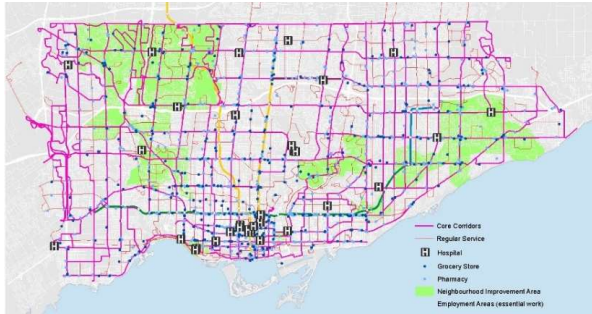 Core Corridors
Regular Service
H Hospital
Grocery Store
Pharmacy
Neighbourhood Improvement Area
Employment Areas (essential work)